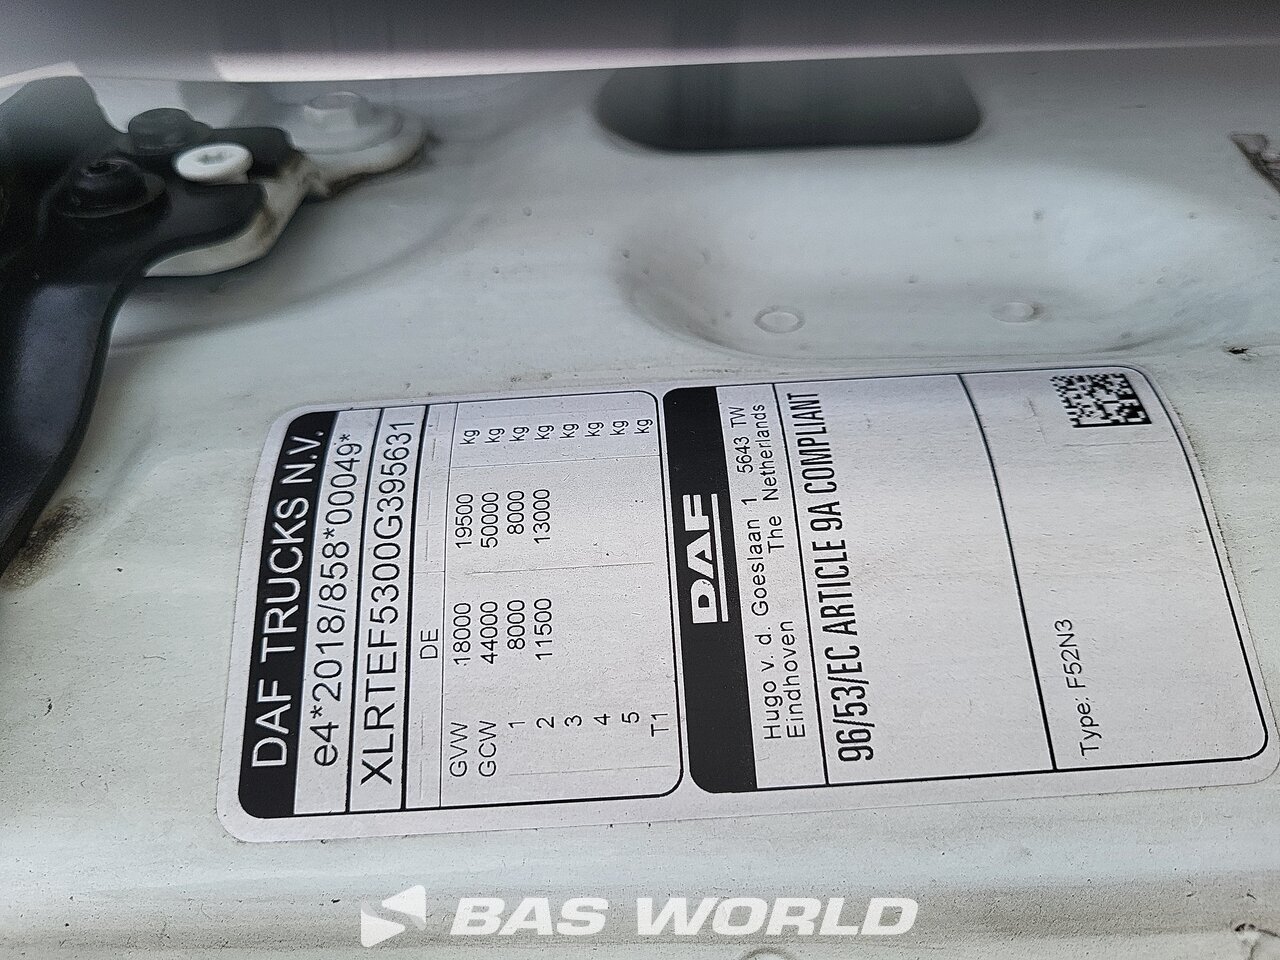 DAF TRUCKS N.V.
e4*2018/858*00049*
XLRTEF5300G395631
DE
GVW 18000 19500 kg
GCW 44000 50000 kg
1 8000 8000 kg
2 11500 13000 kg
3 kg
4 kg
5 kg
T1 kg
DAF
Hugo v. d. Goeslaan 1 5643 TW
Eindhoven The Netherlands
96/53/EC ARTICLE 9A COMPLIANT
Type: F52N3
BAS WORLD